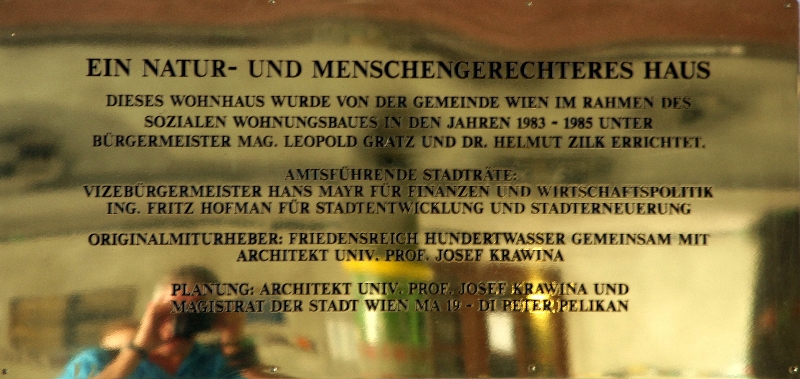 EIN NATUR- UND MENSCHENGERECHTERES HAUS
DIESES WOHNHAUS WURDE VON DER GEMEINDE WIEN IM RAHMEN DES
SOZIALEN WOHNUNGSBAUES IN DEN JAHREN 1983 - 1985 UNTER
BÜRGERMEISTER MAG. LEOPOLD GRATZ UND DR. HELMUT ZILK ERRICHTET.
AMTSFÜHRENDE STADTRÄTE:
VIZEBÜRGERMEISTER HANS MAYR FÜR FINANZEN UND WIRTSCHAFTSPOLITIK
ING. FRITZ HOFMAN FÜR STADTENTWICKLUNG UND STADTERNEUERUNG
ORIGINALMITURHEBER: FRIEDENSREICH HUNDERTWASSER GEMEINSAM MIT
ARCHITEKT UNIV. PROF. JOSEF KRAWINA
PLANUNG: ARCHITEKT UNIV. PROF. JOSEF KRAWINA UND
MAGISTRAT DER STADT WIEN MA 19 - DI PETER PELIKAN